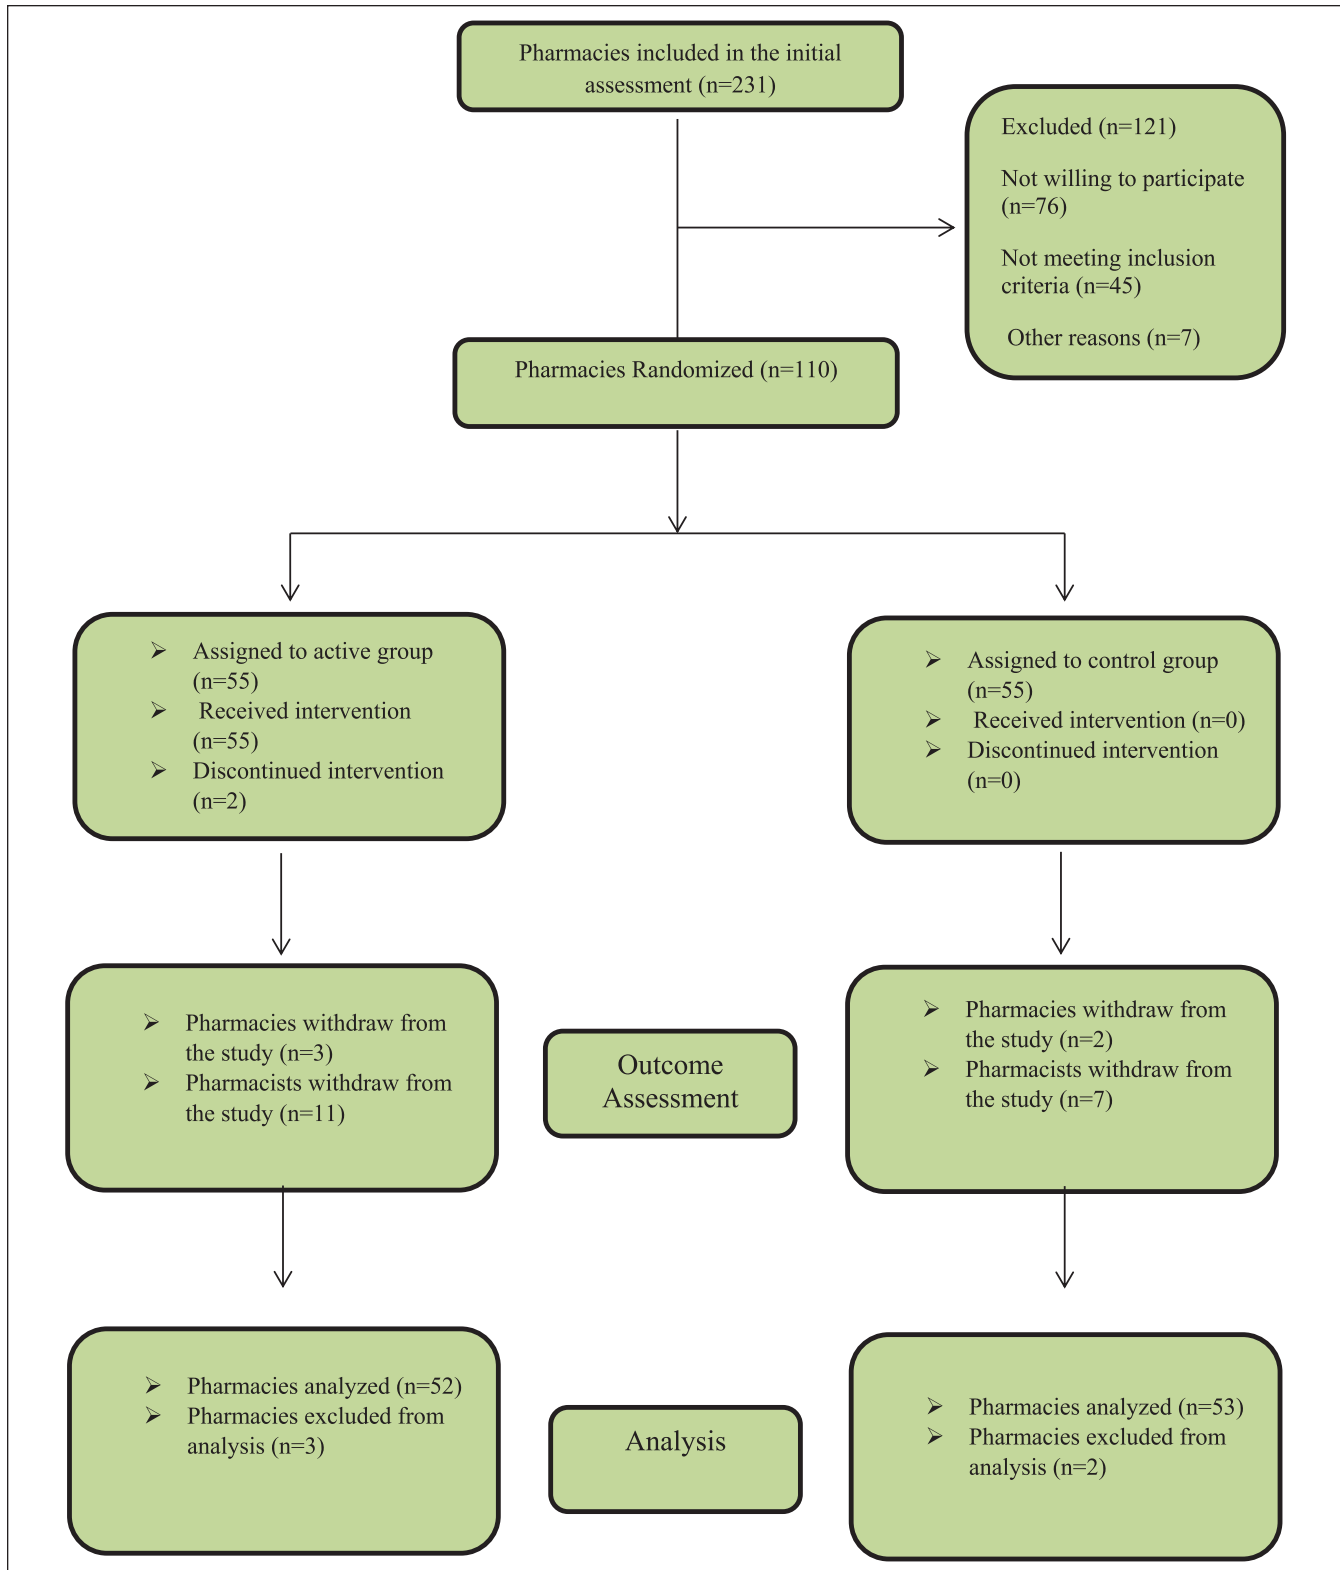 Pharmacies included in the initial
assessment (n=231)
Excluded (n=121)
Not willing to participate
(n=76)
Not meeting inclusion
criteria (n=45)
Other reasons (n=7)
Pharmacies Randomized (n=110)
➢ Assigned to active group
(n=55)
➢ Received intervention
(n=55)
➢ Discontinued intervention
(n=2)
➢ Assigned to control group
(n=55)
➢ Received intervention (n=0)
➢ Discontinued intervention
(n=0)
➢ Pharmacies withdraw from
the study (n=3)
➢ Pharmacists withdraw from
the study (n=11)
Outcome
Assessment
➢ Pharmacies withdraw from
the study (n=2)
➢ Pharmacists withdraw from
the study (n=7)
➢ Pharmacies analyzed (n=52)
➢ Pharmacies excluded from
analysis (n=3)
Analysis
➢ Pharmacies analyzed (n=53)
➢ Pharmacies excluded from
analysis (n=2)